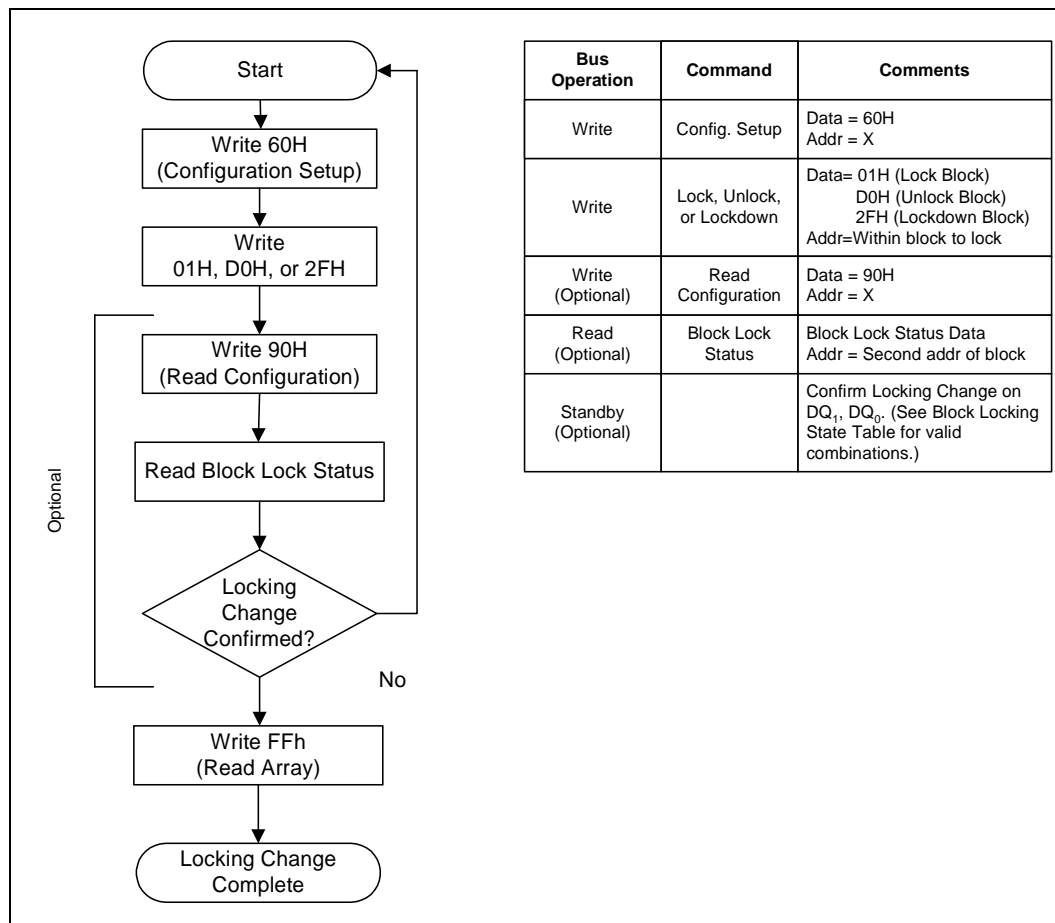 Start
Write 60H
(Configuration Setup)
Write
01H, D0H, or 2FH
Write 90H
(Read Configuration)
Read Block Lock Status
Optional
Locking
Change
Confirmed?
No
Write FFh
(Read Array)
Locking Change
Complete
Bus
Operation
Command
Comments
Write
Config. Setup
Data = 60H
Addr = X
Write
Lock, Unlock,
or Lockdown
Data= 01H (Lock Block)
D0H (Unlock Block)
2FH (Lockdown Block)
Addr=Within block to lock
Write
(Optional)
Read
Configuration
Data = 90H
Addr = X
Read
(Optional)
Block Lock
Status
Block Lock Status Data
Addr = Second addr of block
Standby
(Optional)
Confirm Locking Change on
DQ1, DQ0. (See Block Locking
State Table for valid
combinations.)